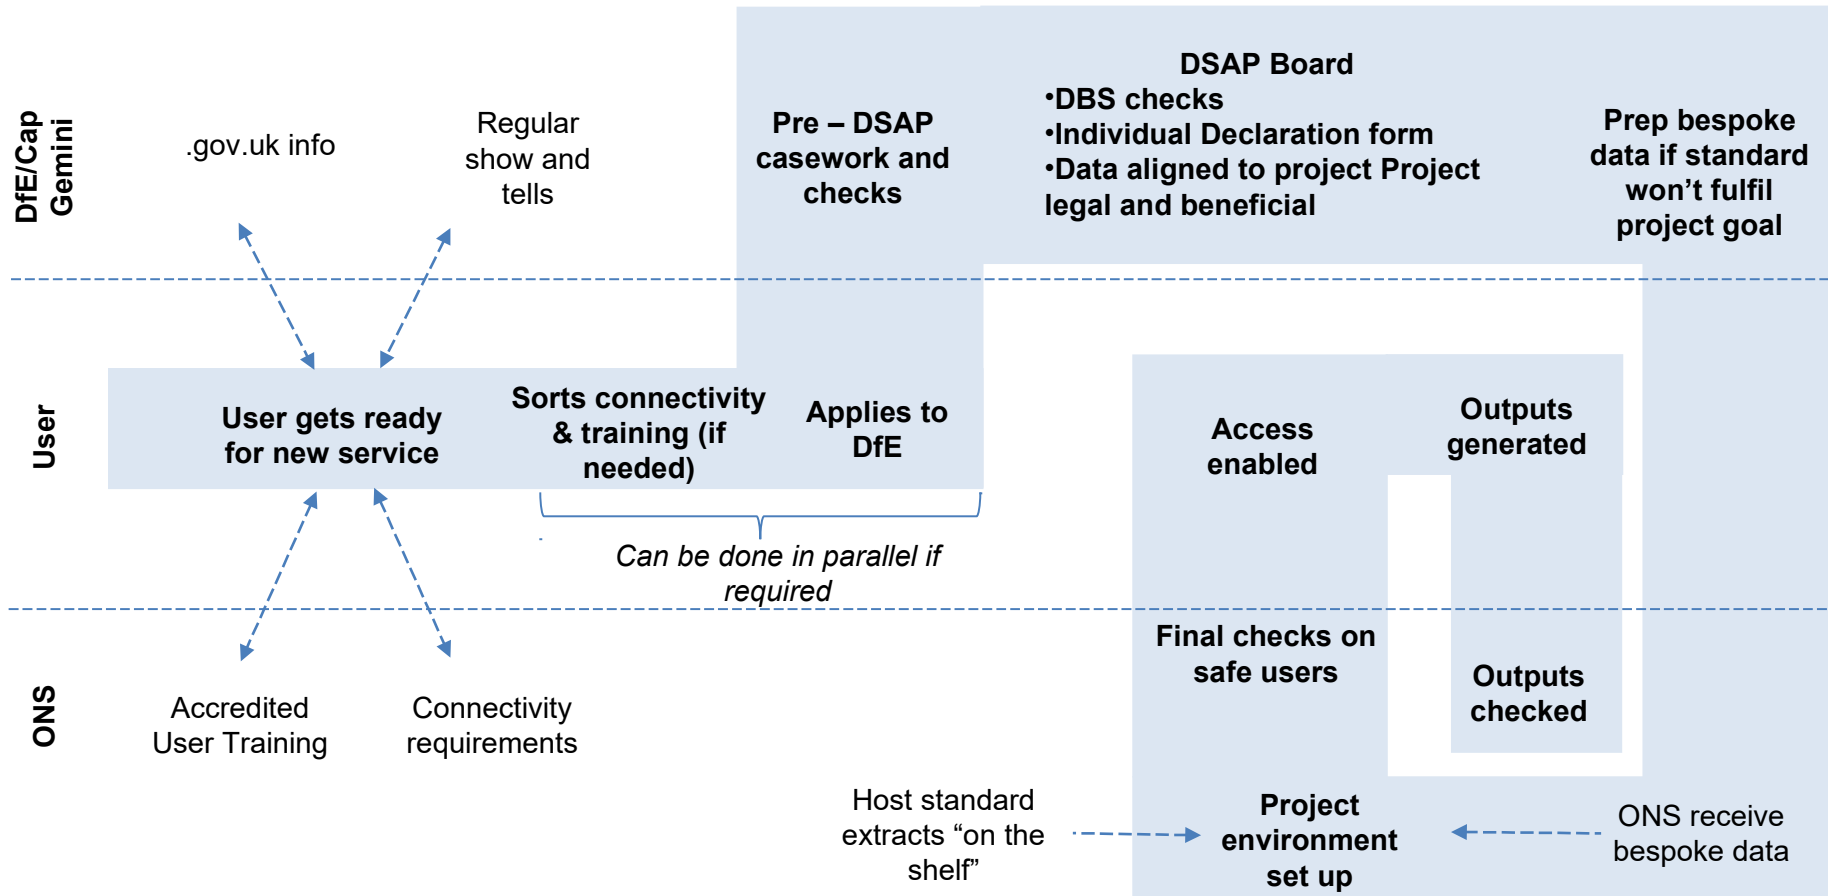 DfE/Cap
Gemini
.gov.uk info
Regular
show and
tells
Pre – DSAP
casework and
checks
DSAP Board
•DBS checks
•Individual Declaration form
•Data aligned to project Project
legal and beneficial
Prep bespoke
data if standard
won’t fulfil
project goal
User
User gets ready
for new service
Sorts connectivity
& training (if
needed)
Applies to
DfE
Access
enabled
Outputs
generated
Can be done in parallel if
required
ONS
Accredited
User Training
Connectivity
requirements
Final checks on
safe users
Outputs
checked
Host standard
extracts “on the
shelf”
Project
environment
set up
ONS receive
bespoke data